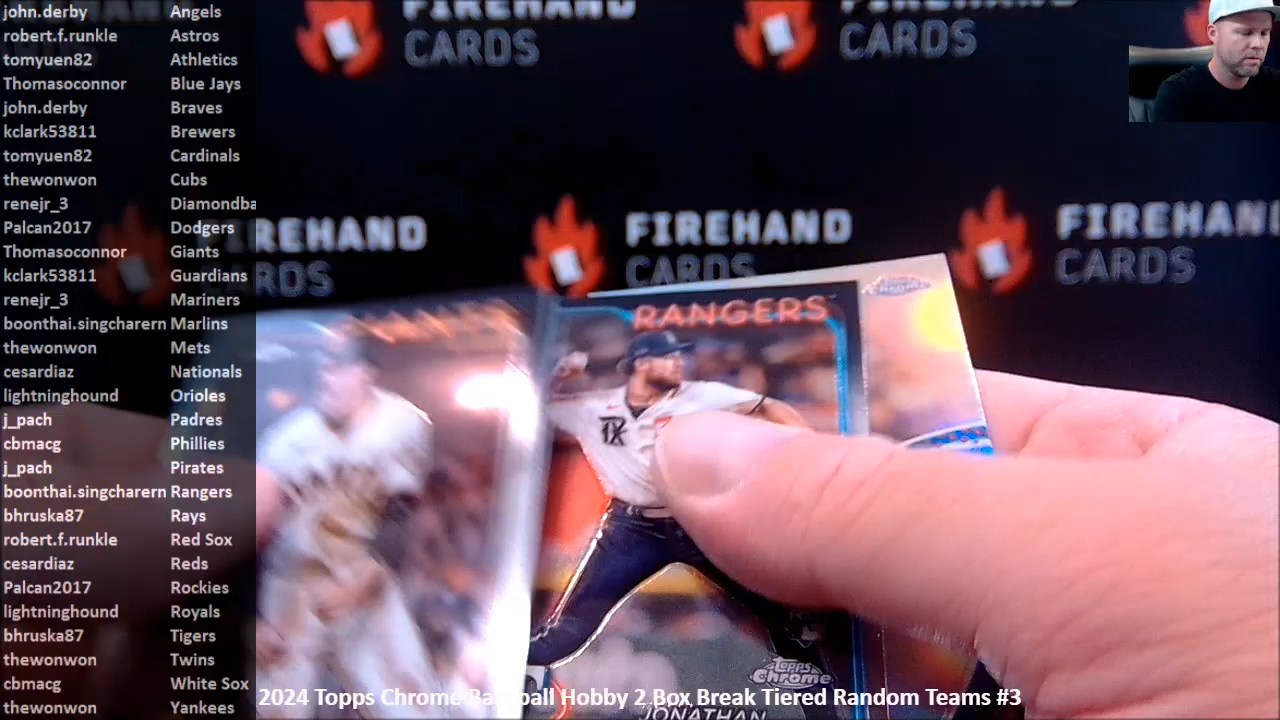 john.derby Angels
robert.f.runkle Astros
tomyuen82 Athletics
Thomasoconnor Blue Jays
john.derby Braves
kclark53811 Brewers
tomyuen82 Cardinals
thewonwon Cubs
renejr_3 Diamondba
Palcan2017 Dodgers
Thomasoconnor Giants
kclark53811 Guardians
renejr_3 Mariners
boonthai.singcharern Marlins
thewonwon Mets
cesardiaz Nationals
lightninghound Orioles
j_pach Padres
cbmacg Phillies
j_pach Pirates
boonthai.singcharern Rangers
bhruska87 Rays
robert.f.runkle Red Sox
cesardiaz Reds
Palcan2017 Rockies
lightninghound Royals
bhruska87 Tigers
thewonwon Twins
cbmacg White Sox
thewonwon Yankees
FIREHAND
CARDS
FIREHAND
CARDS
FIREHAND
CARDS
FIREHAND
CARDS
FIREHAN
CARDS
RANGERS
TX
Topps
Chrome
JONATHAN
2024 Topps Chrome Baseball Hobby 2 Box Break Tiered Random Teams #3